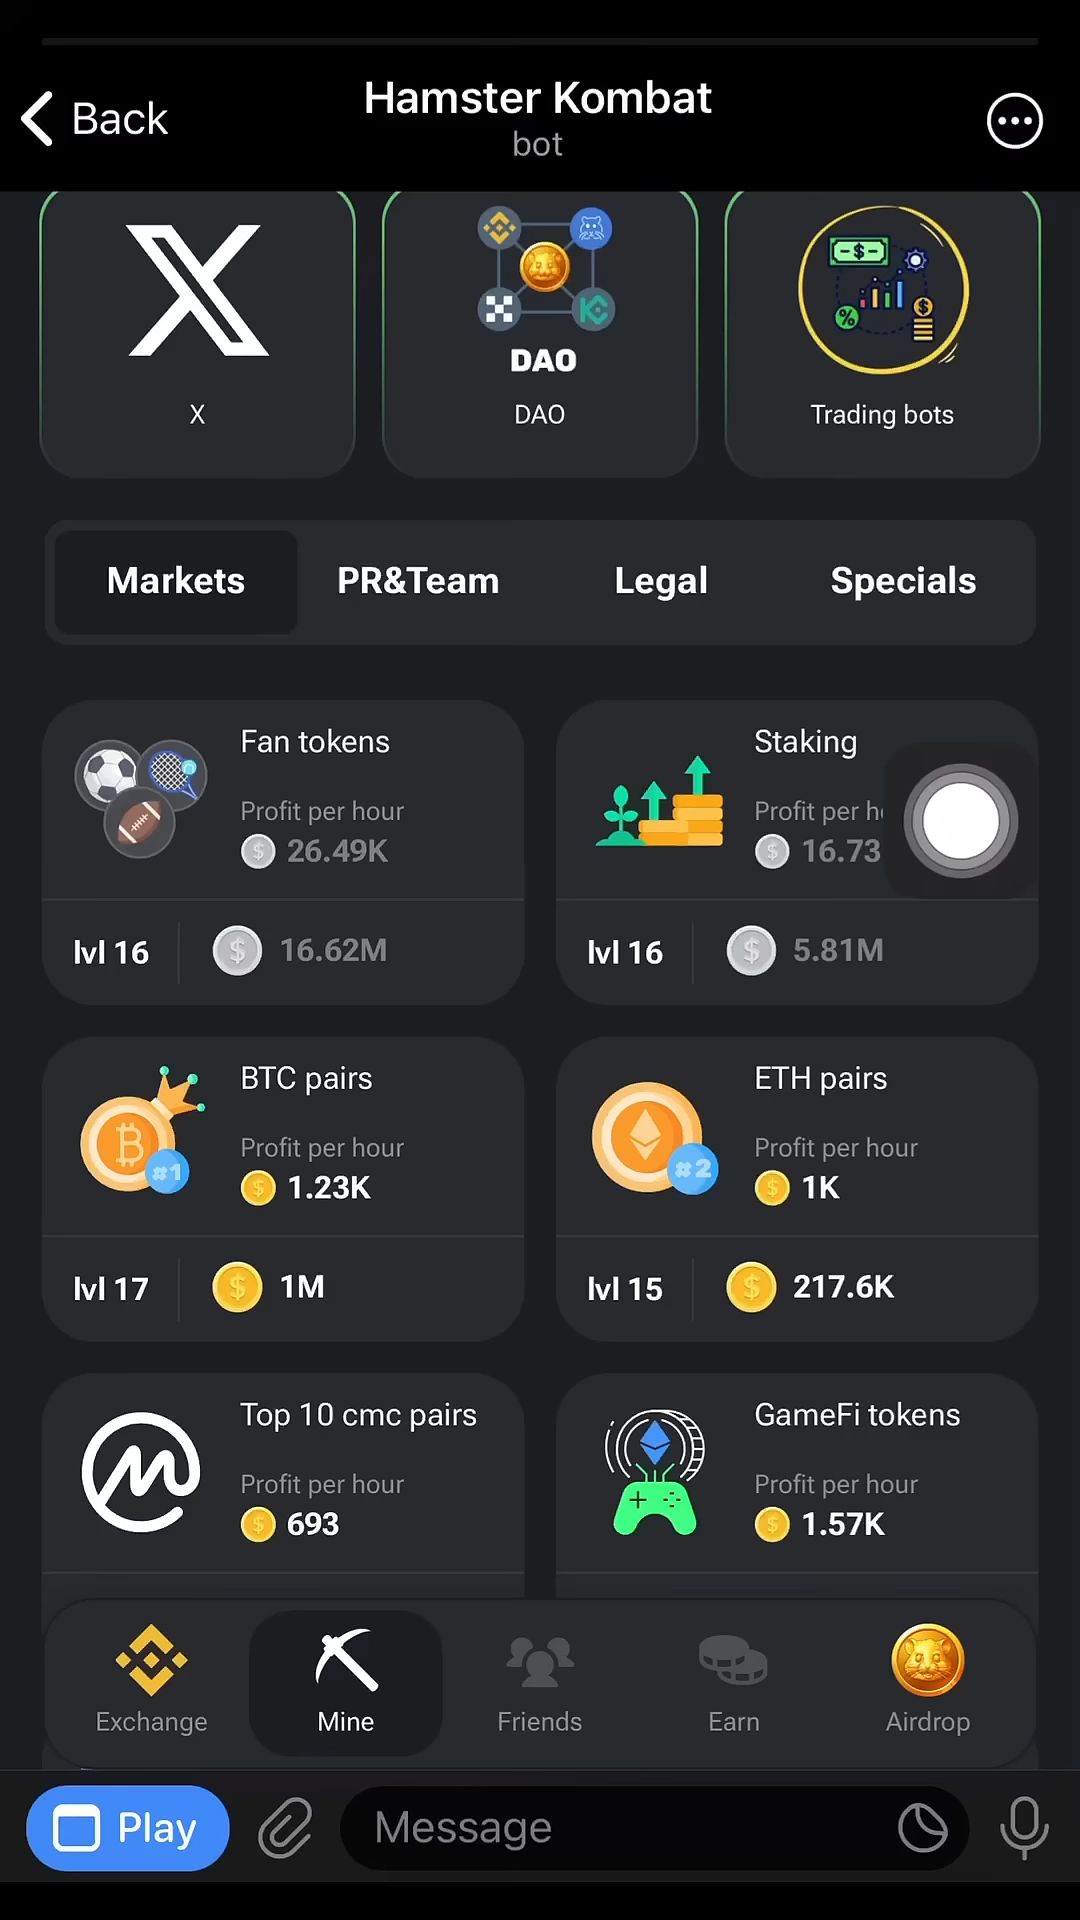 Back
Hamster Kombat
bot
DAO
X
DAO
Trading bots
Markets
PR&Team
Legal
Specials
Fan tokens
Profit per hour
26.49K
lvl 16
16.62M
Staking
Profit per
16.73
lvl 16
5.81M
BTC pairs
#1
Profit per hour
1.23K
lvl 17
1M
ETH pairs
#2
Profit per hour
1K
lvl 15
217.6K
Top 10 cmc pairs
Profit per hour
693
GameFi tokens
Profit per hour
1.57K
Exchange
Mine
Friends
Earn
Airdrop
Play
Message